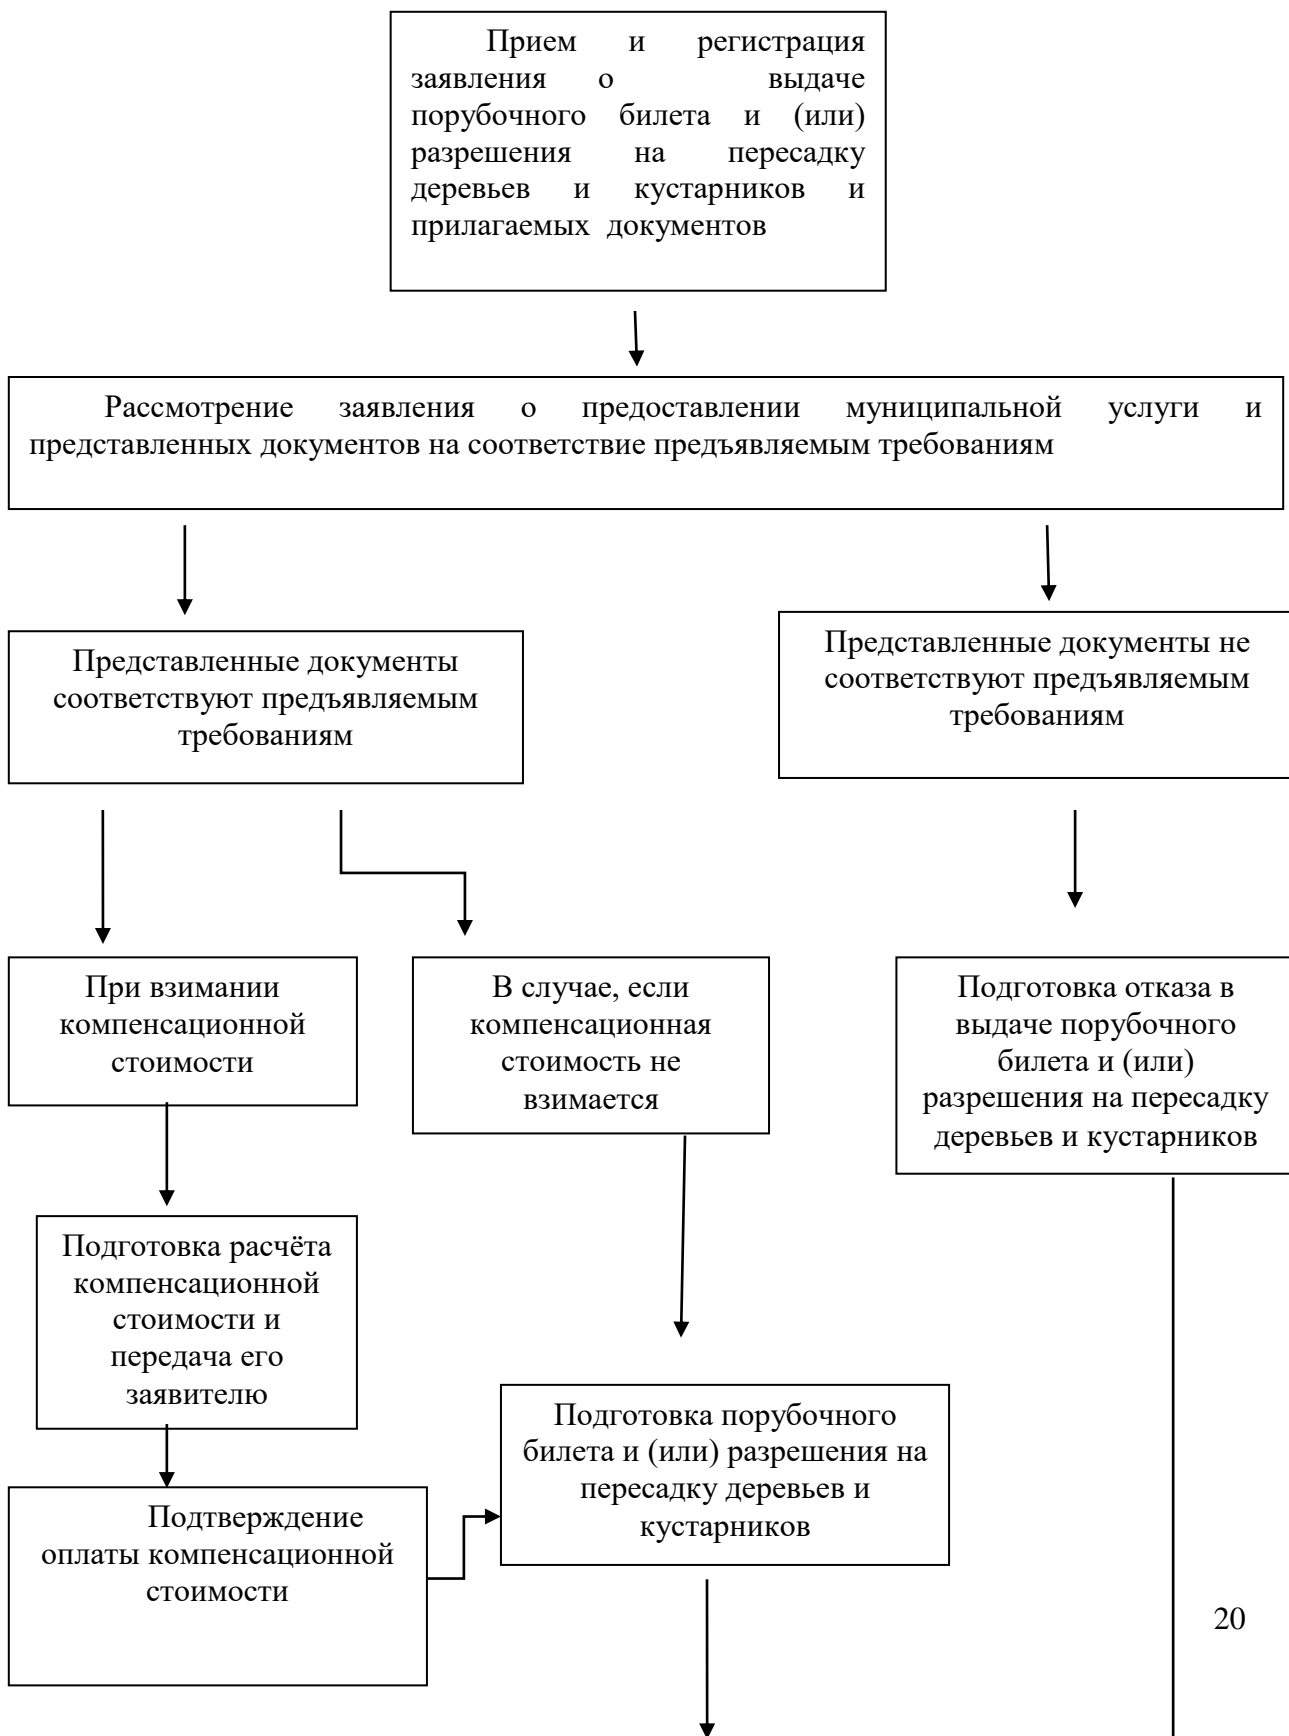 Прием и регистрация
заявления о выдаче
порубочного билета и (или)
разрешения на пересадку
деревьев и кустарников и
прилагаемых документов
Рассмотрение заявления о предоставлении муниципальной услуги и
представленных документов на соответствие предъявляемым требованиям
Представленные документы
соответствуют предъявляемым
требованиям
Представленные документы не
соответствуют предъявляемым
требованиям
При взимании
компенсационной
стоимости
В случае, если
компенсационная
стоимость не
взимается
Подготовка отказа в
выдаче порубочного
билета и (или)
разрешения на пересадку
деревьев и кустарников
Подготовка расчёта
компенсационной
стоимости и
передача его
заявителю
Подготовка порубочного
билета и (или) разрешения на
пересадку деревьев и
кустарников
Подтверждение
оплаты компенсационной
стоимости
20